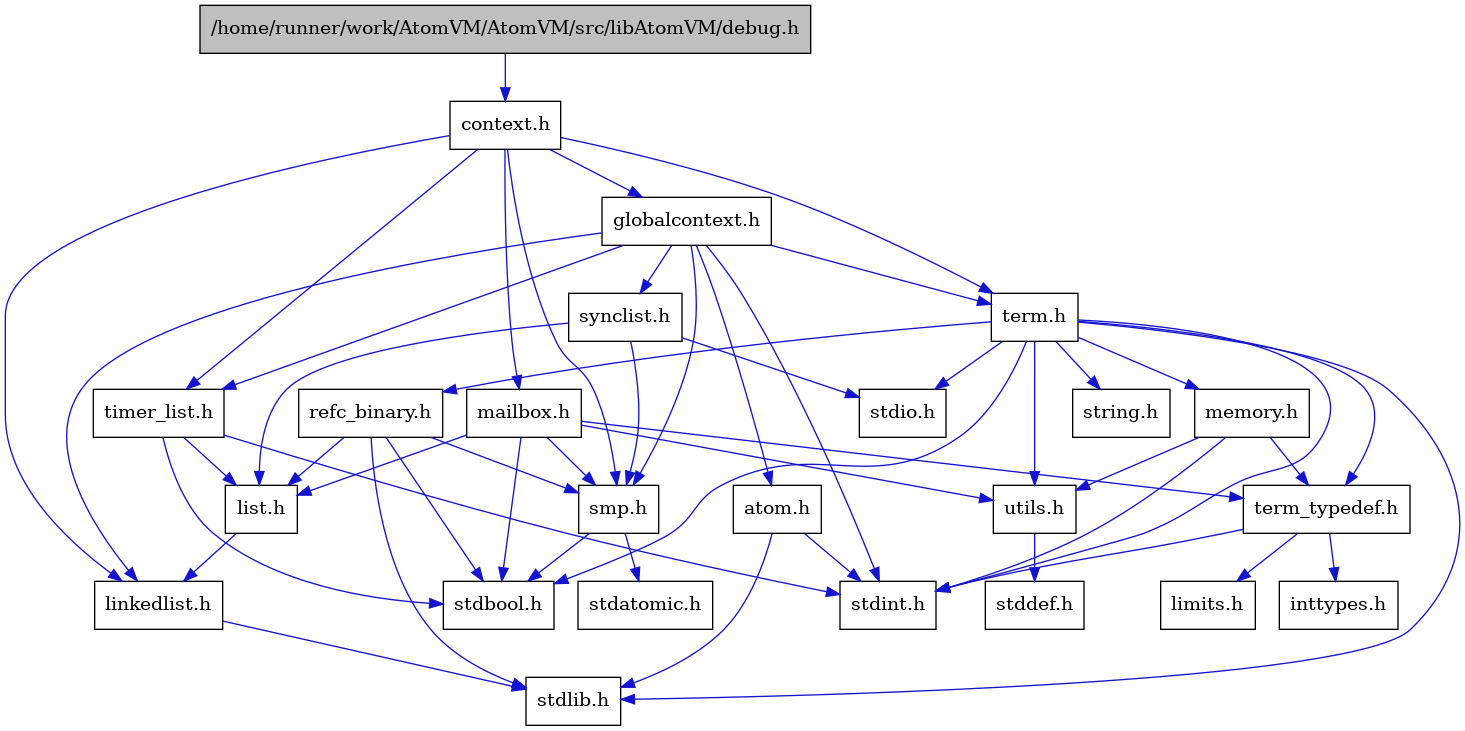 /home/runner/work/AtomVM/AtomVM/src/libAtomVM/debug.h
context.h
globalcontext.h
synclist.h
term.h
timer_list.h
refc_binary.h
mailbox.h
stdio.h
string.h
memory.h
list.h
smp.h
atom.h
utils.h
term_typedef.h
linkedlist.h
stdbool.h
stdatomic.h
stdint.h
stddef.h
limits.h
inttypes.h
stdlib.h